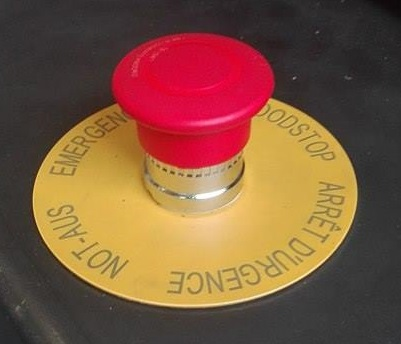 EMERGEN
OODSTOP
ARRÊT D'URGENCE
NOT-AUS